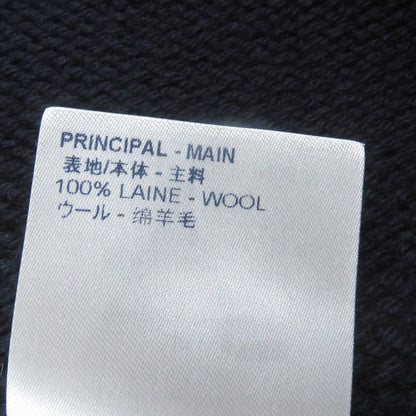 PRINCIPAL - MAIN
表地/本体 - 主料
100% LAINE - WOOL
ウール - 绵羊毛